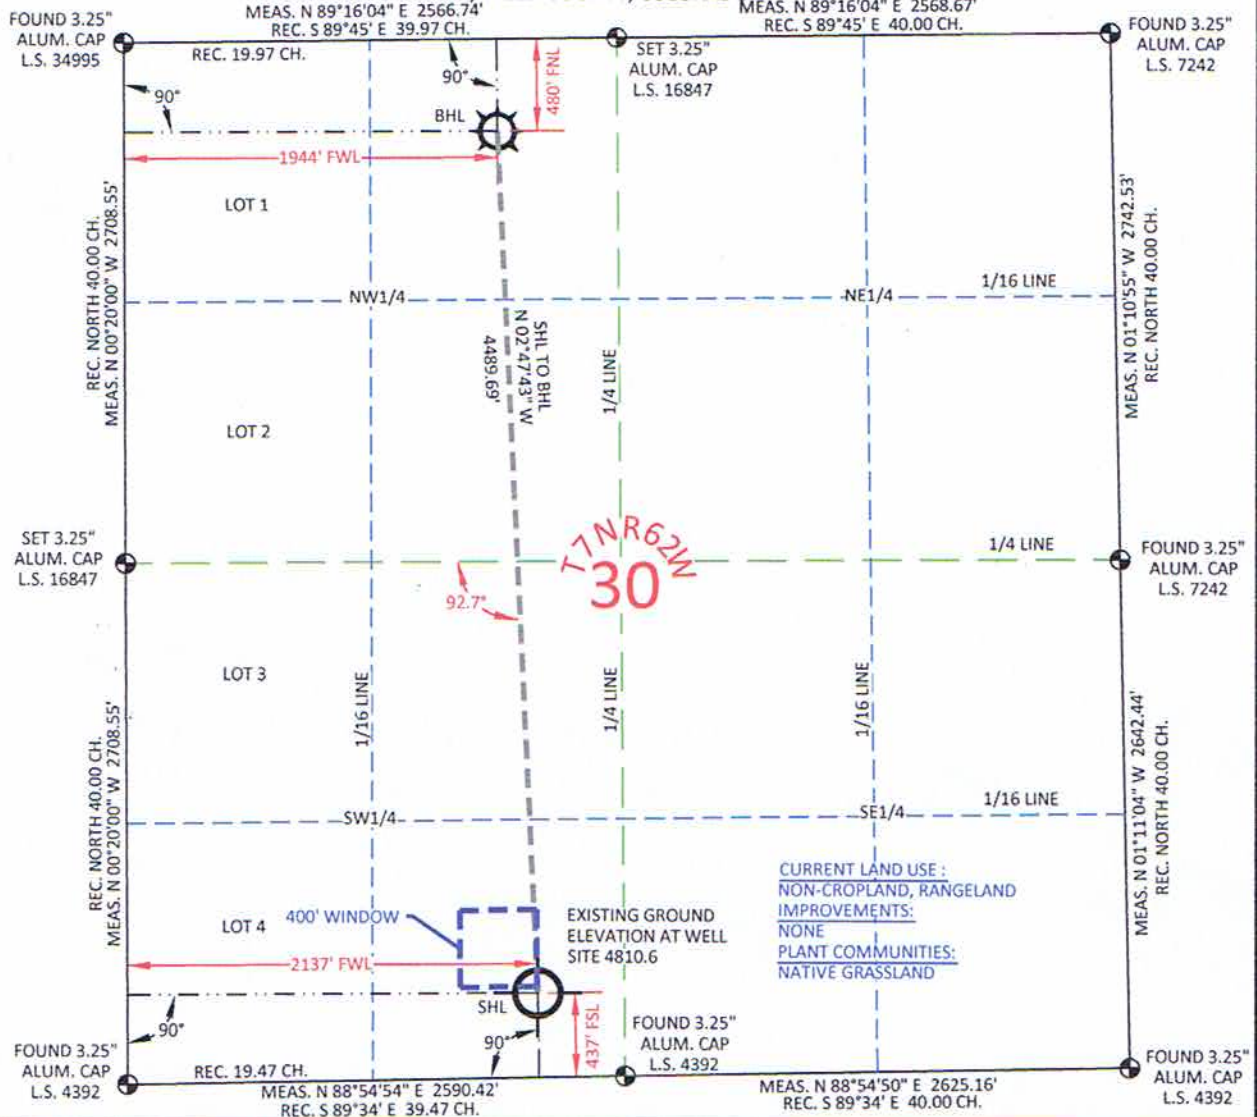 MEAS. N 89°16'04" E 2566.74'
REC. S 89°45' E 39.97 CH.
MEAS. N 89°16'04" E 2568.67'
REC. S 89°45' E 40.00 CH.
FOUND 3.25"
ALUM. CAP
L.S. 34995
REC. 19.97 CH.
SET 3.25"
ALUM. CAP
L.S. 16847
FOUND 3.25"
ALUM. CAP
L.S. 7242
90°
90°
480' FNL
BHL
1944' FWL
LOT 1
REC. NORTH 40.00 CH.
MEAS. N 00°20'00" W 2708.55'
MEAS. N 01°10'55" W 2742.53'
REC. NORTH 40.00 CH.
NW1/4
NE1/4
1/16 LINE
SHL TO BHL
N 02°47'43" W
4489.69'
1/4 LINE
LOT 2
SET 3.25"
ALUM. CAP
L.S. 16847
T7NR62W
30
1/4 LINE
FOUND 3.25"
ALUM. CAP
L.S. 7242
92.7°
LOT 3
1/16 LINE
1/4 LINE
1/16 LINE
REC. NORTH 40.00 CH.
MEAS. N 00°20'00" W 2708.55'
MEAS. N 01°11'04" W 2642.44'
REC. NORTH 40.00 CH.
SW1/4
SE1/4
1/16 LINE
CURRENT LAND USE :
NON-CROPLAND, RANGELAND
IMPROVEMENTS:
NONE
PLANT COMMUNITIES:
NATIVE GRASSLAND
LOT 4
400' WINDOW
EXISTING GROUND
ELEVATION AT WELL
SITE 4810.6
2137' FWL
SHL
437' FSL
90°
90°
FOUND 3.25"
ALUM. CAP
L.S. 4392
FOUND 3.25"
ALUM. CAP
L.S. 4392
FOUND 3.25"
ALUM. CAP
L.S. 4392
REC. 19.47 CH.
MEAS. N 88°54'54" E 2590.42'
REC. S 89°34' E 39.47 CH.
MEAS. N 88°54'50" E 2625.16'
REC. S 89°34' E 40.00 CH.